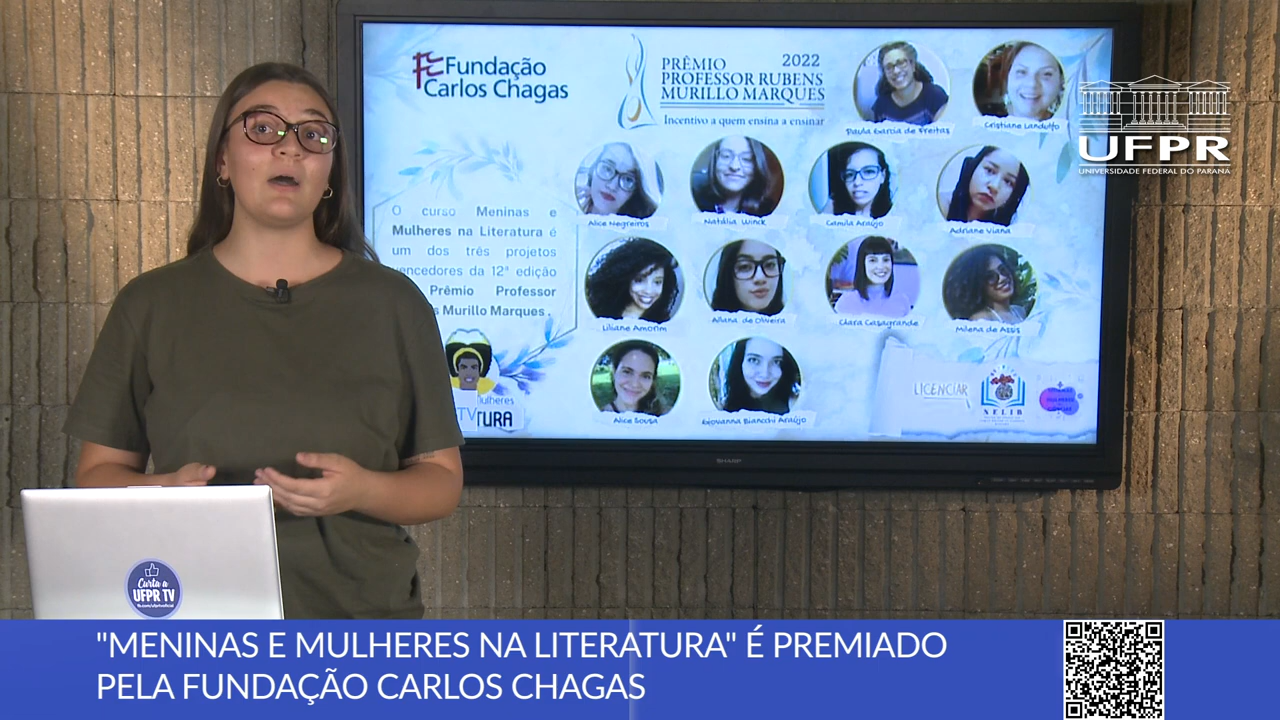 Fundação
Carlos Chagas
PRÊMIO 2022
PROFESSOR RUBENS
MURILLO MARQUES
Incentivo a quem ensina a ensinar
Paula Garcia de Freitas
Cristiane Landulfo
UFPR
UNIVERSIDADE FEDERAL DO PARANÁ
Alice Negreiros
Natália Winck
Camila Araújo
Adriane Viana
O curso Meninas e
Mulheres na Literatura é
um dos três projetos
vencedores da 12ª edição
Prêmio Professor
Murillo Marques.
Liliane Amorim
Allana de Oliveira
Clara Casagrande
Milena de Assis
Alice Sousa
Giovanna Bianchi Araújo
LICENCIAR
NELIB
TV
TURA
SHARP
Curta a
UFPR TV
"MENINAS E MULHERES NA LITERATURA" É PREMIADO
PELA FUNDAÇÃO CARLOS CHAGAS